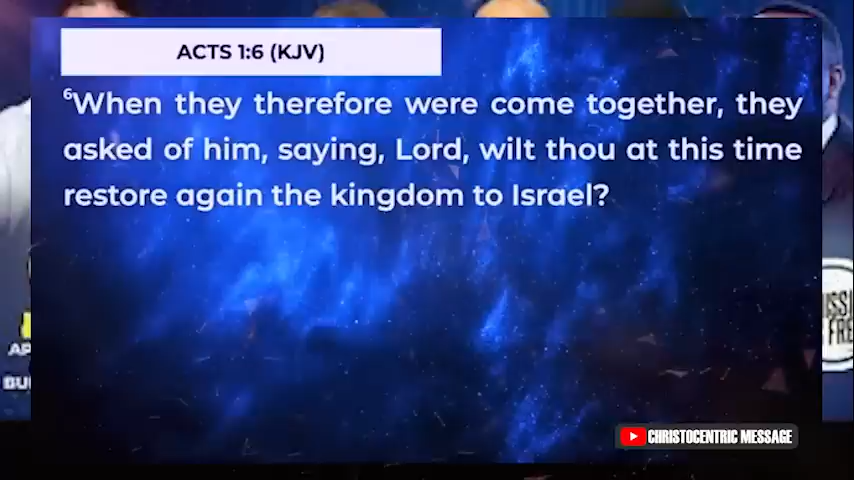 ACTS 1:6 (KJV)
⁶When they therefore were come together, they
asked of him, saying, Lord, wilt thou at this time
restore again the kingdom to Israel?
CHRISTOCENTRIC MESSAGE